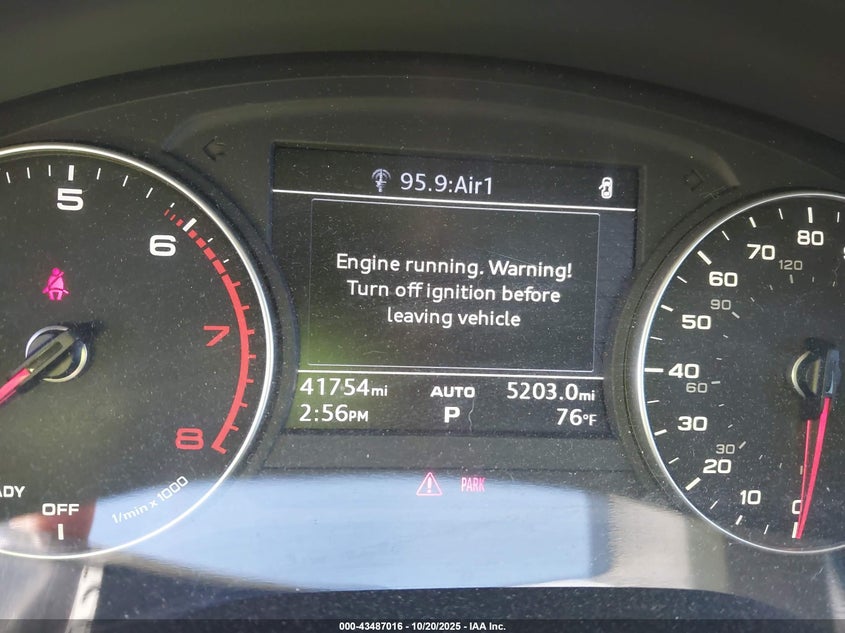 95.9:Air1
Engine running. Warning!
Turn off ignition before
leaving vehicle
41754mi AUTO 5203.0mi
2:56PM P 76°F
PARK
5
6
7
8
OFF
1/min x 1000
80
70
120
60
90
50
40
60
30
30
20
10
0
000-43487016 - 10/20/2025 - IAA Inc.